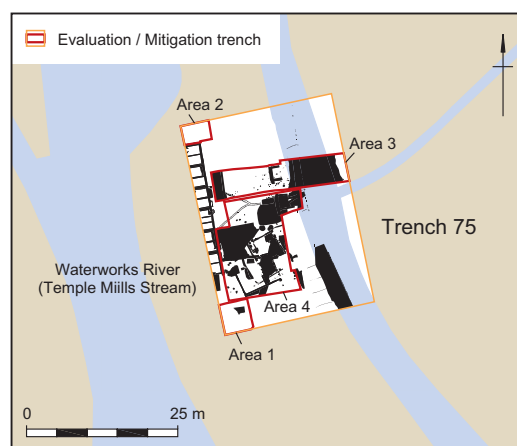 Evaluation / Mitigation trench
Area 2
Area 3
Trench 75
Waterworks River
(Temple Miills Stream)
Area 4
Area 1
0
25 m